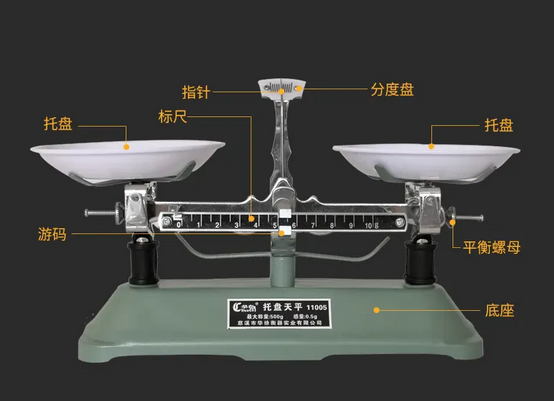 指针
分度盘
标尺
托盘
托盘
0 1 2 3 4 5 6 7 8 9 10g
游码
平衡螺母
托盘天平 11005
最大称量:500g 感量:0.5g
慈溪市华徐衡器实业有限公司
底座